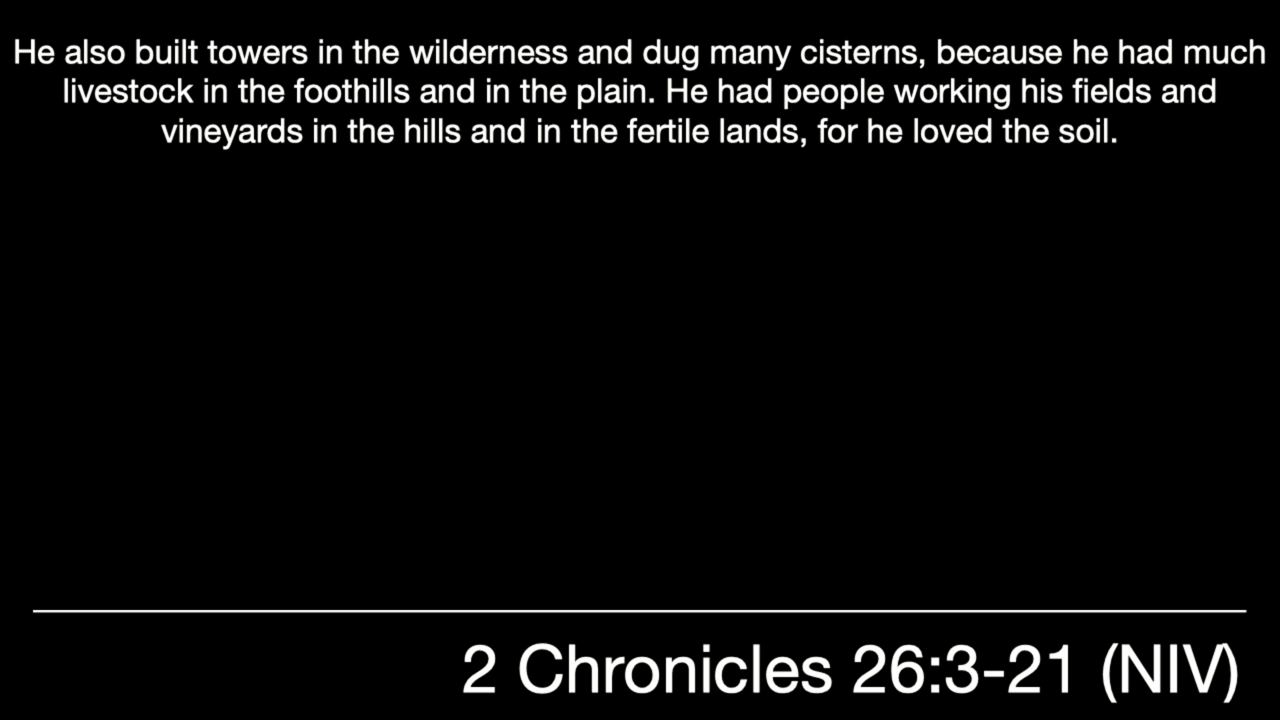 He also built towers in the wilderness and dug many cisterns, because he had much
livestock in the foothills and in the plain. He had people working his fields and
vineyards in the hills and in the fertile lands, for he loved the soil.
2 Chronicles 26:3-21 (NIV)